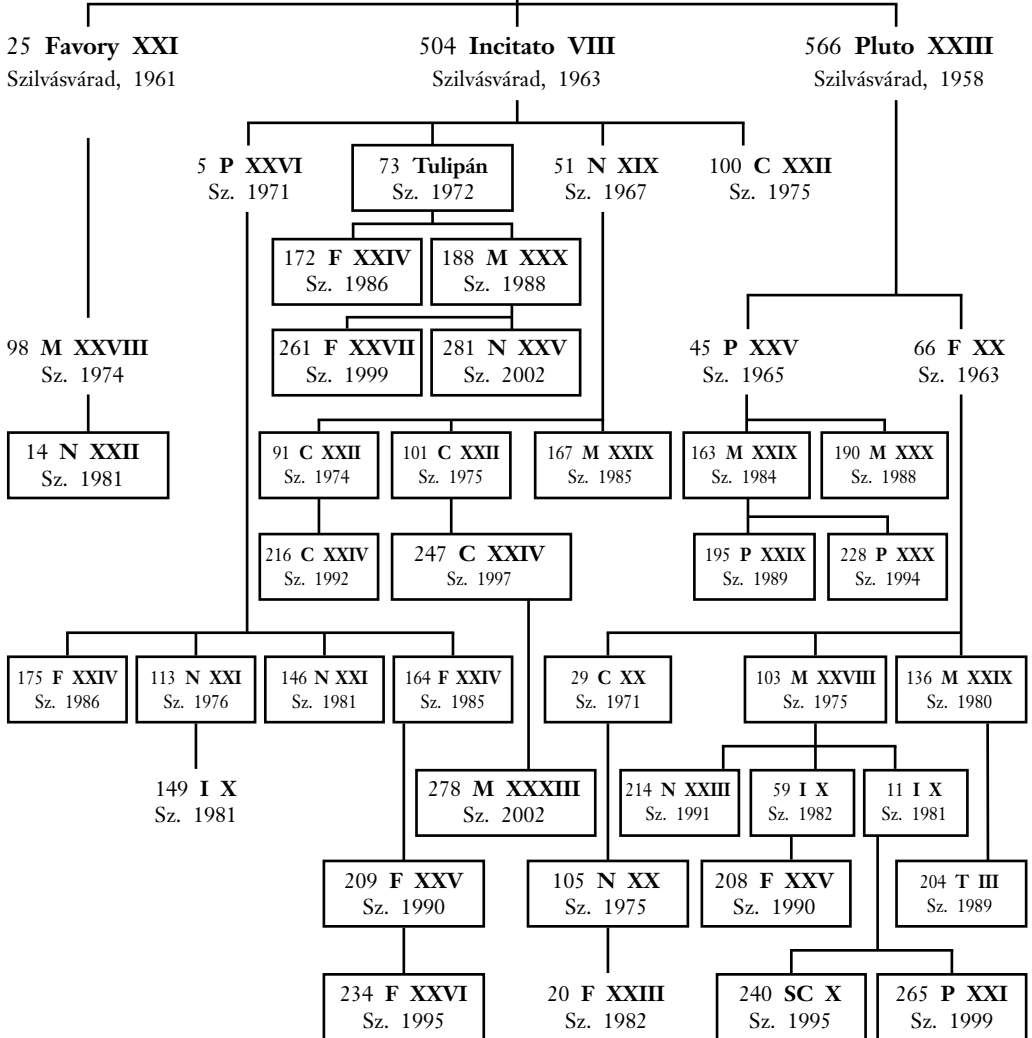 25 Favory XXI
Szilvásvárad, 1961
504 Incitato VIII
Szilvásvárad, 1963
566 Pluto XXIII
Szilvásvárad, 1958
5 P XXVI
Sz. 1971
73 Tulipán
Sz. 1972
51 N XIX
Sz. 1967
100 C XXII
Sz. 1975
172 F XXIV
Sz. 1986
188 M XXX
Sz. 1988
98 M XXVIII
Sz. 1974
261 F XXVII
Sz. 1999
281 N XXV
Sz. 2002
45 P XXV
Sz. 1965
66 F XX
Sz. 1963
14 N XXII
Sz. 1981
91 C XXII
Sz. 1974
101 C XXII
Sz. 1975
167 M XXIX
Sz. 1985
163 M XXIX
Sz. 1984
190 M XXX
Sz. 1988
216 C XXIV
Sz. 1992
247 C XXIV
Sz. 1997
195 P XXIX
Sz. 1989
228 P XXX
Sz. 1994
175 F XXIV
Sz. 1986
113 N XXI
Sz. 1976
146 N XXI
Sz. 1981
164 F XXIV
Sz. 1985
29 C XX
Sz. 1971
103 M XXVIII
Sz. 1975
136 M XXIX
Sz. 1980
149 I X
Sz. 1981
278 M XXXIII
Sz. 2002
214 N XXIII
Sz. 1991
59 I X
Sz. 1982
11 I X
Sz. 1981
209 F XXV
Sz. 1990
105 N XX
Sz. 1975
208 F XXV
Sz. 1990
204 T III
Sz. 1989
234 F XXVI
Sz. 1995
20 F XXIII
Sz. 1982
240 SC X
Sz. 1995
265 P XXI
Sz. 1999